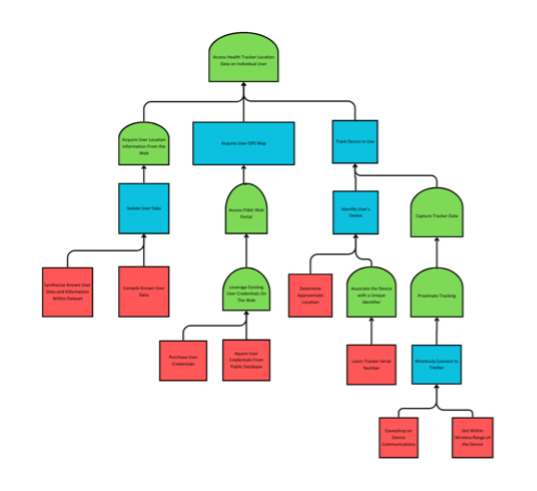 Access Health Tracker Location
Data on Individual User
Acquire User Location
Information From the
Web
Acquire User GPS Map
Track Device in Use
Isolate User Data
Access Fitbit Web
Portal
Identify User's
Device
Capture Tracker Data
Synthesize Known User
Data and Information
Within Dataset
Compile Known User
Data
Leverage Existing
User Credentials On
The Web
Determine
Approximate
Location
Associate the Device
with a Unique
Identifier
Proximate Tracking
Purchase User
Credentials
Aquire User
Credentials From
Public Database
Learn Tracker Serial
Number
Wirelessly Connect to
Tracker
Eavesdrop on
Device
Communications
Get Within
Wireless Range of
the Device